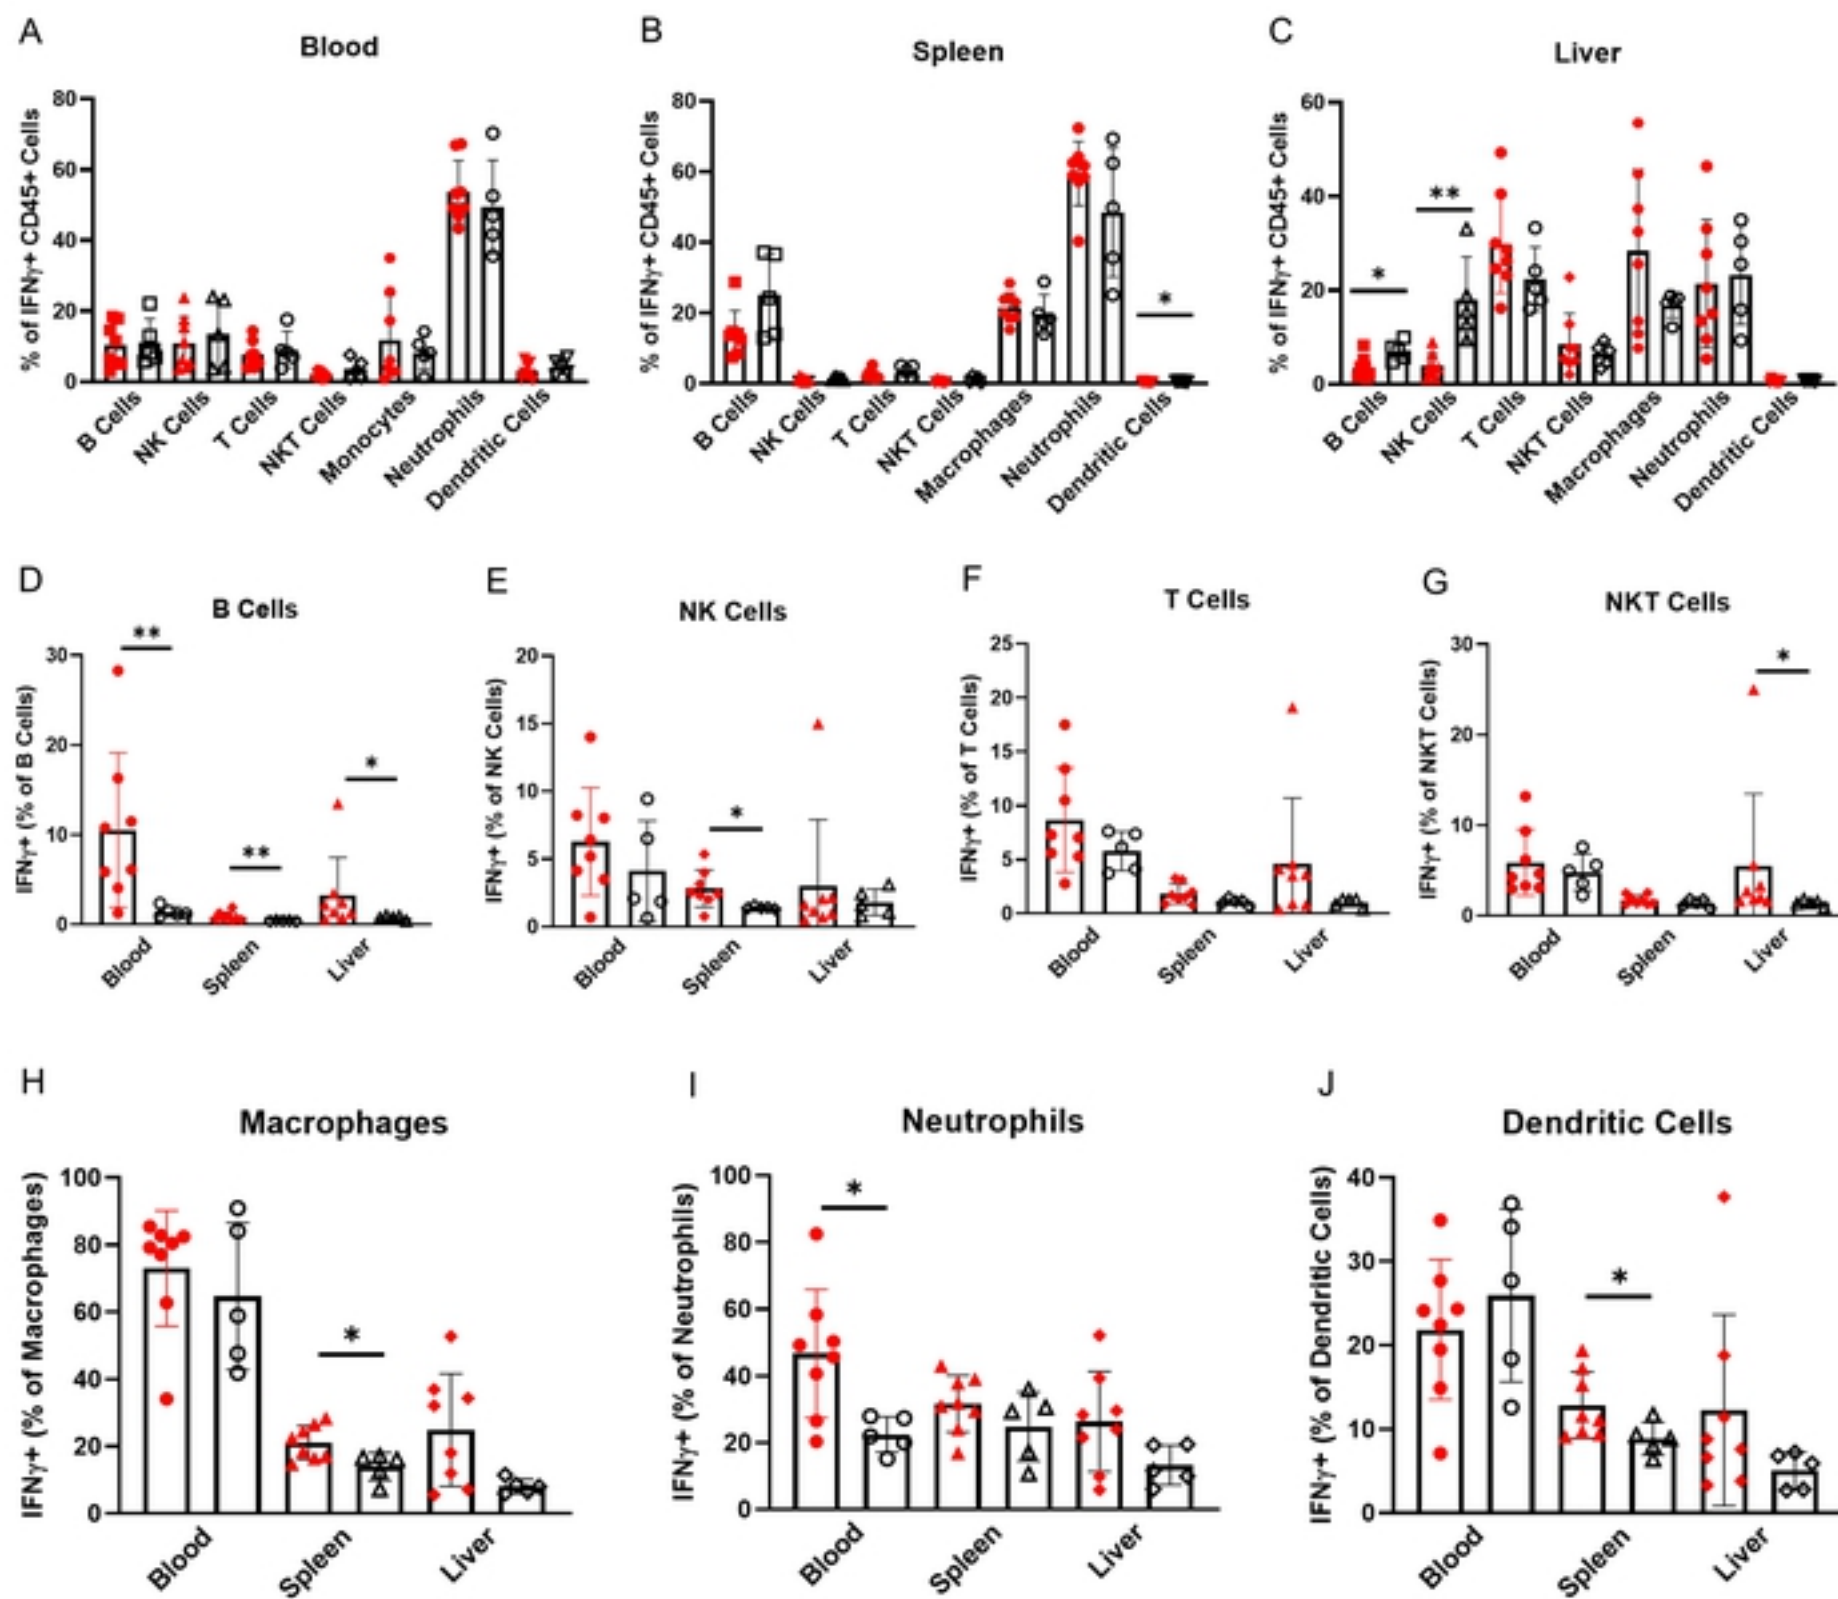 A
Blood
% of IFNγ+ CD45+ Cells
80
60
40
20
0
B Cells
NK Cells
T Cells
NKT Cells
Monocytes
Neutrophils
Dendritic Cells
B
Spleen
% of IFNγ+ CD45+ Cells
80
60
40
20
0
*
B Cells
NK Cells
T Cells
NKT Cells
Macrophages
Neutrophils
Dendritic Cells
C
Liver
% of IFNγ+ CD45+ Cells
60
40
20
0
*
**
B Cells
NK Cells
T Cells
NKT Cells
Macrophages
Neutrophils
Dendritic Cells
D
B Cells
IFNγ+ (% of B Cells)
30
20
10
0
**
**
*
Blood
Spleen
Liver
E
NK Cells
IFNγ+ (% of NK Cells)
20
15
10
5
0
*
Blood
Spleen
Liver
F
T Cells
IFNγ+ (% of T Cells)
25
20
15
10
5
0
Blood
Spleen
Liver
G
NKT Cells
IFNγ+ (% of NKT Cells)
30
20
10
0
*
Blood
Spleen
Liver
H
Macrophages
IFNγ+ (% of Macrophages)
100
80
60
40
20
0
*
Blood
Spleen
Liver
I
Neutrophils
IFNγ+ (% of Neutrophils)
100
80
60
40
20
0
*
Blood
Spleen
Liver
J
Dendritic Cells
IFNγ+ (% of Dendritic Cells)
40
30
20
10
0
*
Blood
Spleen
Liver